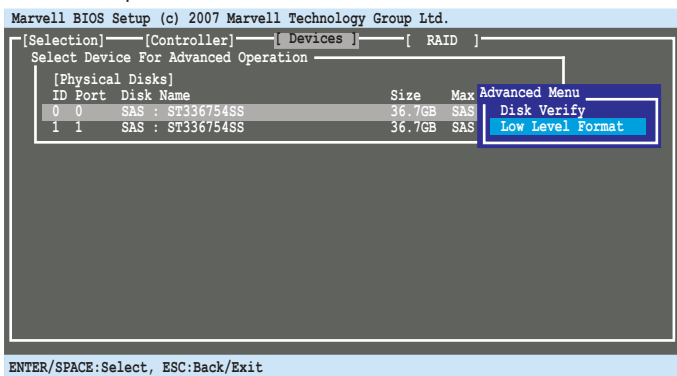 Marvell BIOS Setup (c) 2007 Marvell Technology Group Ltd.
[Selection] [Controller] [ Devices ] [ RAID ]
Select Device For Advanced Operation
[Physical Disks]
ID Port Disk Name Size Max
0 0 SAS : ST336754SS 36.7GB SAS
1 1 SAS : ST336754SS 36.7GB SAS
Advanced Menu
Disk Verify
Low Level Format
ENTER/SPACE:Select, ESC:Back/Exit